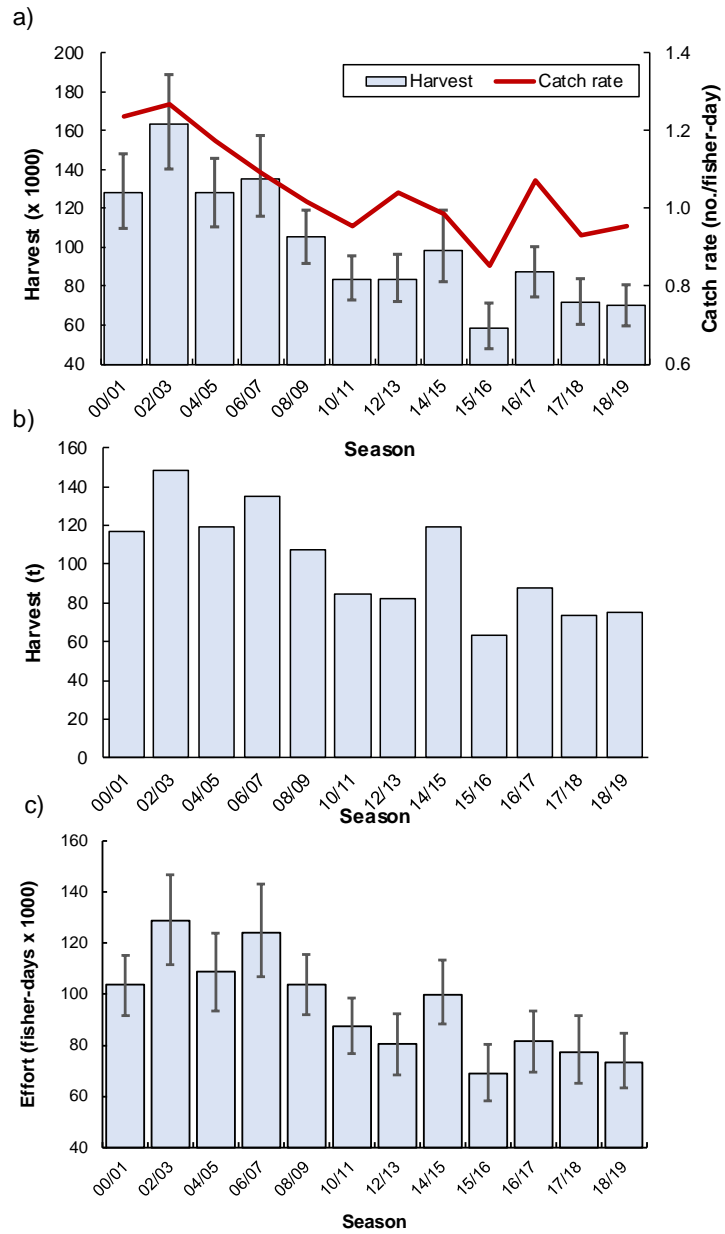 a)
Harvest (x 1000)
200
180
160
140
120
100
80
60
40
Harvest
Catch rate
1.4
1.2
1.0
0.8
0.6
Catch rate (no./fisher-day)
00/01 02/03 04/05 06/07 08/09 10/11 12/13 14/15 15/16 16/17 17/18 18/19
Season
b)
Harvest (t)
160
140
120
100
80
60
40
20
0
00/01 02/03 04/05 06/07 08/09 10/11 12/13 14/15 15/16 16/17 17/18 18/19
Season
c)
Effort (fisher-days x 1000)
160
140
120
100
80
60
40
00/01 02/03 04/05 06/07 08/09 10/11 12/13 14/15 15/16 16/17 17/18 18/19
Season